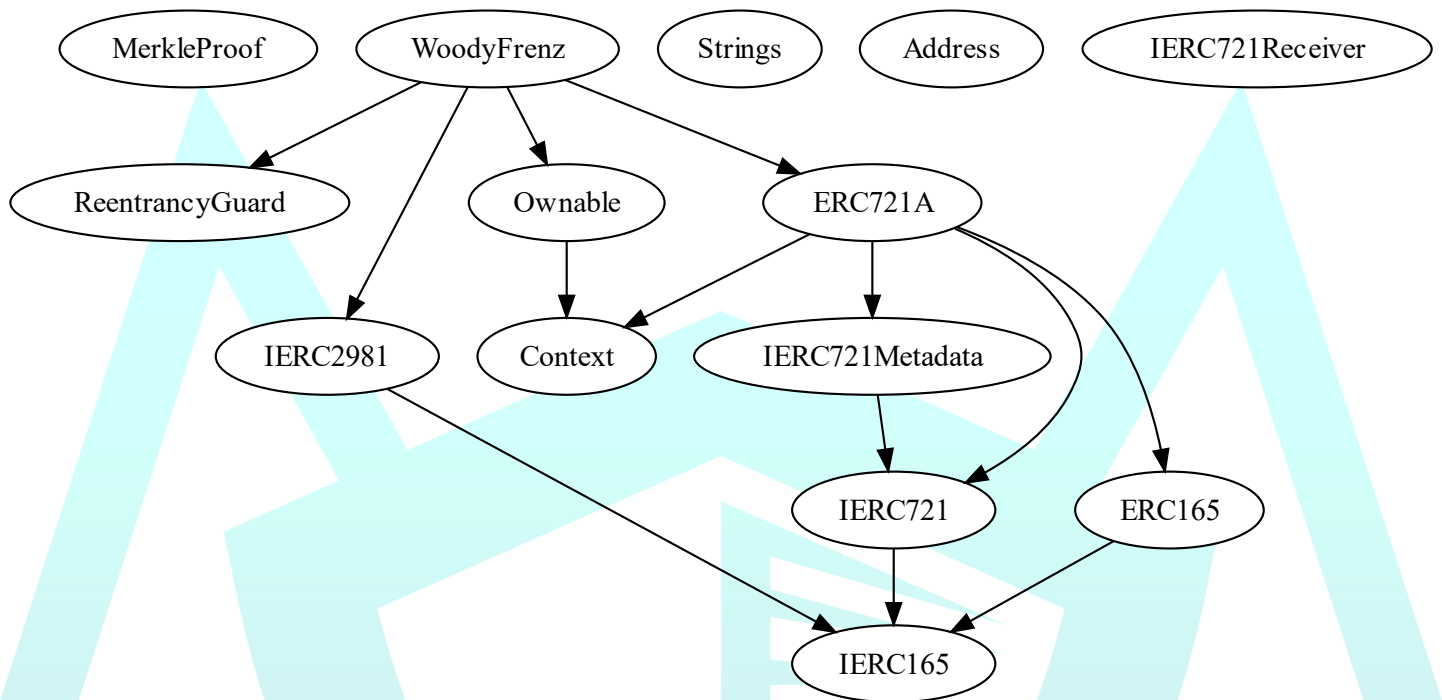 MerkleProof
WoodyFrenz
Strings
Address
IERC721Receiver
ReentrancyGuard
Ownable
ERC721A
IERC2981
Context
IERC721Metadata
IERC721
ERC165
IERC165